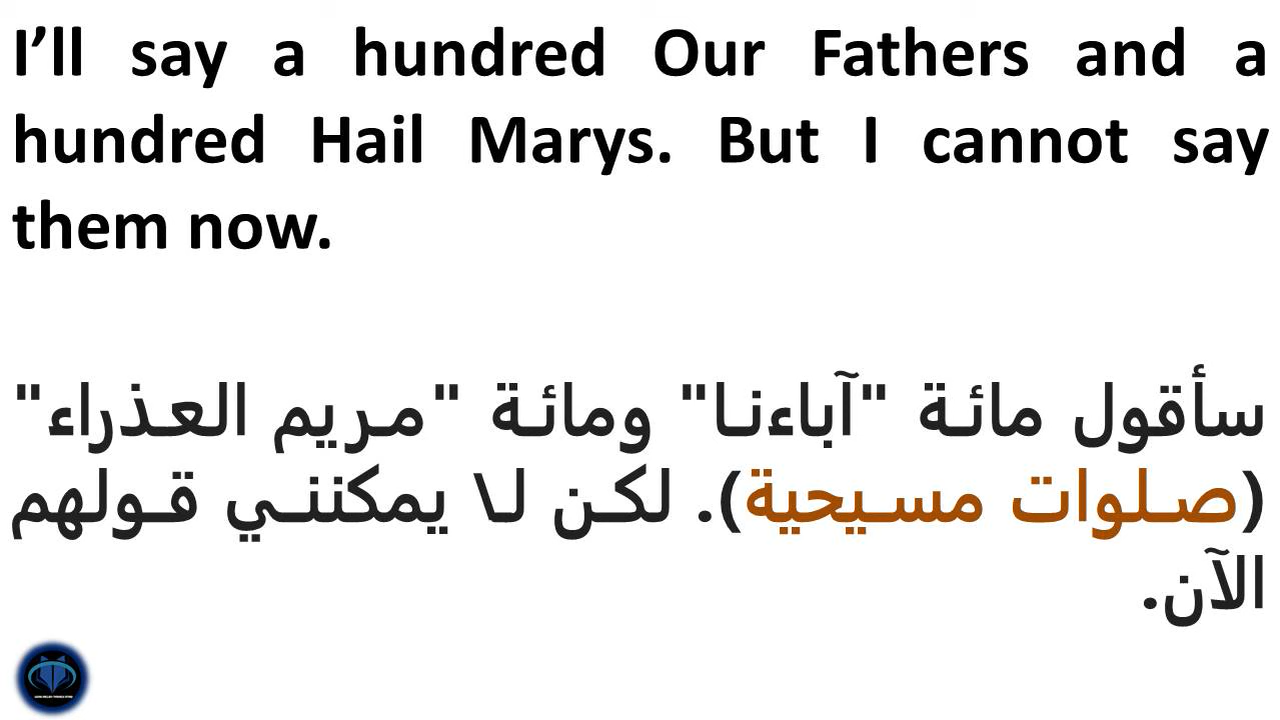 I’ll say a hundred Our Fathers and a
hundred Hail Marys. But I cannot say
them now.
سأقول مائة "آباءنا" ومائة "مريم العذراء"
(صلوات مسيحية). لكن لا يمكنني قولهم
الآن.